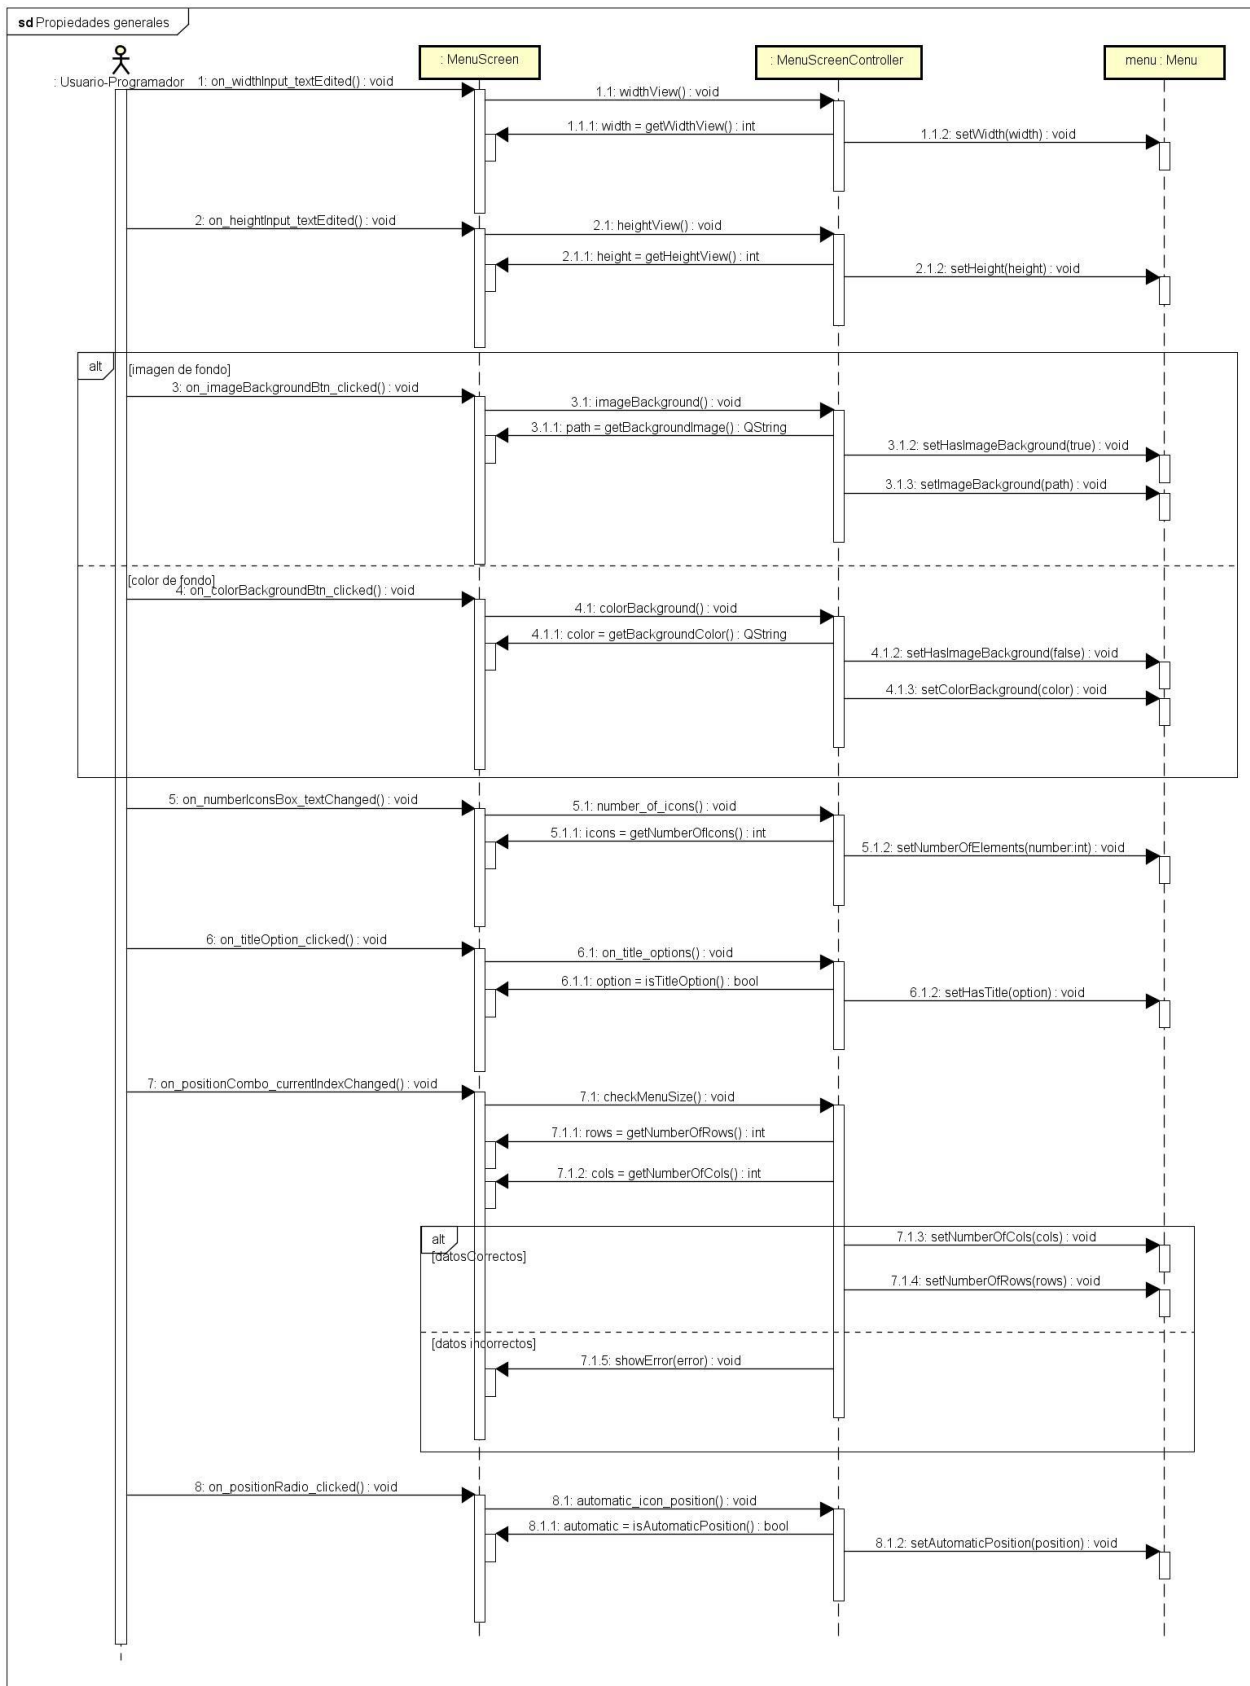 sd Propiedades generales
: Usuario-Programador
: MenuScreen
: MenuScreenController
menu : Menu
1: on_widthInput_textEdited() : void
1.1: widthView() : void
1.1.1: width = getWidthView() : int
1.1.2: setWidth(width) : void
2: on_heightInput_textEdited() : void
2.1: heightView() : void
2.1.1: height = getHeightView() : int
2.1.2: setHeight(height) : void
alt
[imagen de fondo]
3: on_imageBackgroundBtn_clicked() : void
3.1: imageBackground() : void
3.1.1: path = getBackgroundImage() : QString
3.1.2: setHasImageBackground(true) : void
3.1.3: setImageBackground(path) : void
[color de fondo]
4: on_colorBackgroundBtn_clicked() : void
4.1: colorBackground() : void
4.1.1: color = getBackgroundColor() : QString
4.1.2: setHasImageBackground(false) : void
4.1.3: setColorBackground(color) : void
5: on_numberIconsBox_textChanged() : void
5.1: number_of_icons() : void
5.1.1: icons = getNumberOfIcons() : int
5.1.2: setNumberOfElements(number:int) : void
6: on_titleOption_clicked() : void
6.1: on_title_options() : void
6.1.1: option = isTitleOption() : bool
6.1.2: setHasTitle(option) : void
7: on_positionCombo_currentIndexChanged() : void
7.1: checkMenuSize() : void
7.1.1: rows = getNumberOfRows() : int
7.1.2: cols = getNumberOfCols() : int
alt
[datosCorrectos]
7.1.3: setNumberOfCols(cols) : void
7.1.4: setNumberOfRows(rows) : void
[datos incorrectos]
7.1.5: showError(error) : void
8: on_positionRadio_clicked() : void
8.1: automatic_icon_position() : void
8.1.1: automatic = isAutomaticPosition() : bool
8.1.2: setAutomaticPosition(position) : void